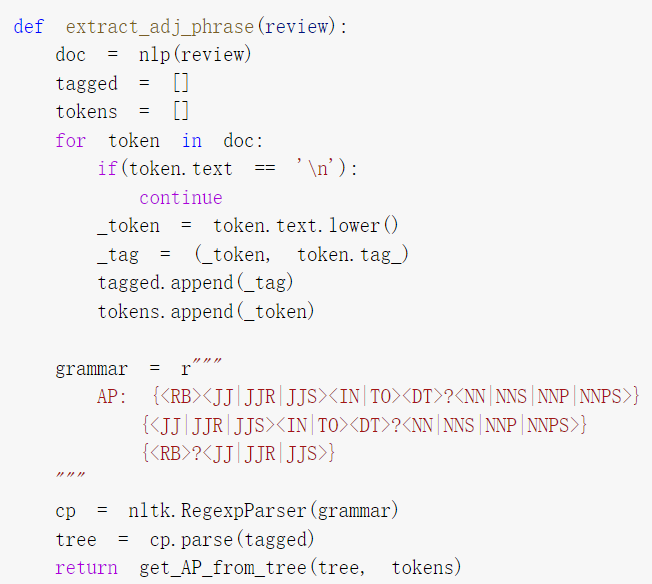 def extract_adj_phrase(review):
    doc = nlp(review)
    tagged = []
    tokens = []
    for token in doc:
        if(token.text == '\n'):
            continue
        _token = token.text.lower()
        _tag = (_token, token.tag_)
        tagged.append(_tag)
        tokens.append(_token)

    grammar = r"""
        AP: {<RB><JJ|JJR|JJS><IN|TO><DT>?<NN|NNS|NNP|NNPS>}
            {<JJ|JJR|JJS><IN|TO><DT>?<NN|NNS|NNP|NNPS>}
            {<RB>?<JJ|JJR|JJS>}
    """
    cp = nltk.RegexpParser(grammar)
    tree = cp.parse(tagged)
    return get_AP_from_tree(tree, tokens)